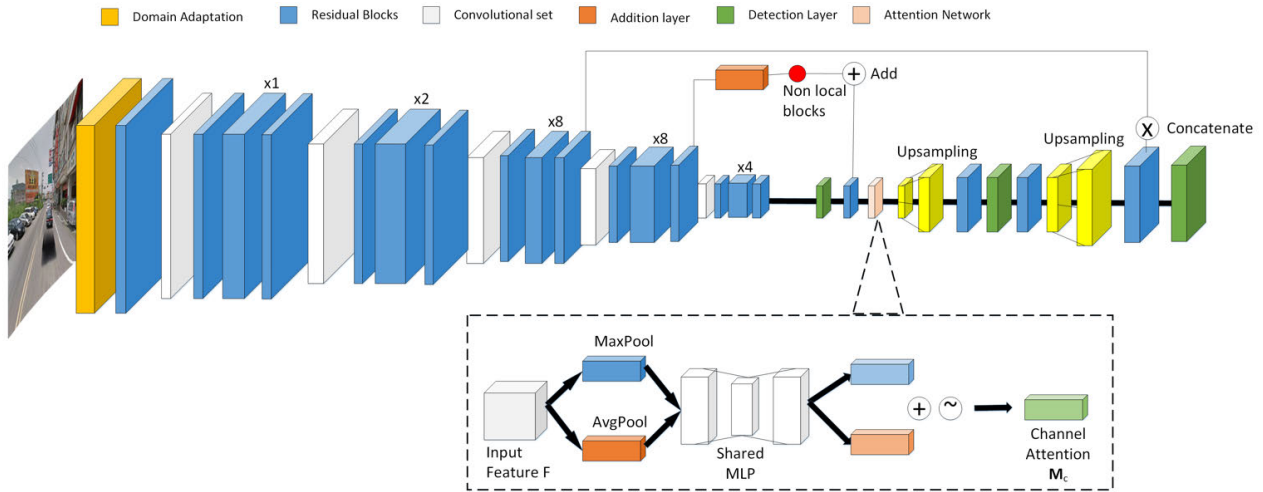 Domain Adaptation
Residual Blocks
Convolutional set
Addition layer
Detection Layer
Attention Network
x1
x2
x8
x8
x4
Non local
blocks
+
Add
Upsampling
Upsampling
X
Concatenate
MaxPool
AvgPool
Input
Feature F
Shared
MLP
+
~
Channel
Attention
Mc